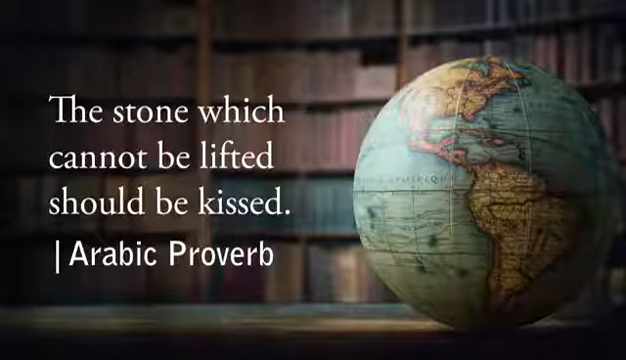 The stone which
cannot be lifted
should be kissed.
| Arabic Proverb